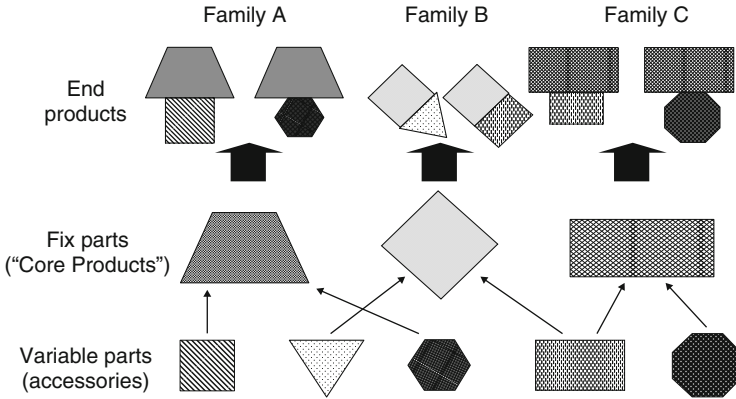 Family A
Family B
Family C
End
products
Fix parts
(“Core Products”)
Variable parts
(accessories)